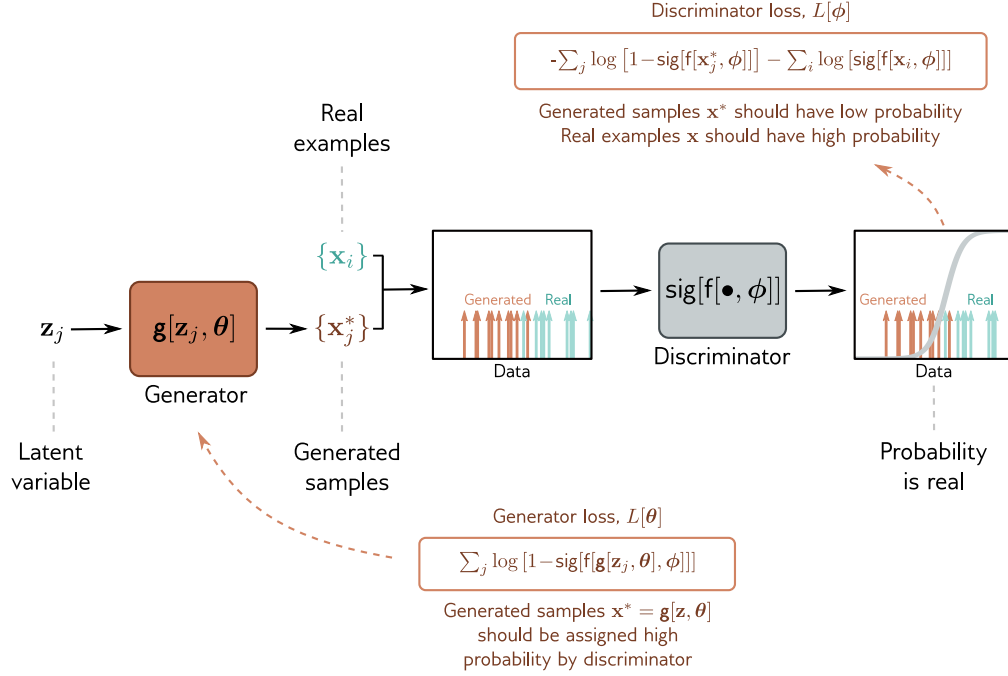 Discriminator loss, L[ϕ]
-∑_j log [1−sig[f[x*_j, ϕ]]] − ∑_i log [sig[f[x_i, ϕ]]]
Generated samples x* should have low probability
Real examples x should have high probability
Real
examples
{x_i}
z_j
g[z_j, θ]
{x*_j}
Generator
Generated
Real
Data
sig[f[•, ϕ]]
Discriminator
Generated
Real
Data
Latent
variable
Generated
samples
Probability
is real
Generator loss, L[θ]
∑_j log [1−sig[f[g[z_j, θ], ϕ]]]
Generated samples x* = g[z, θ]
should be assigned high
probability by discriminator